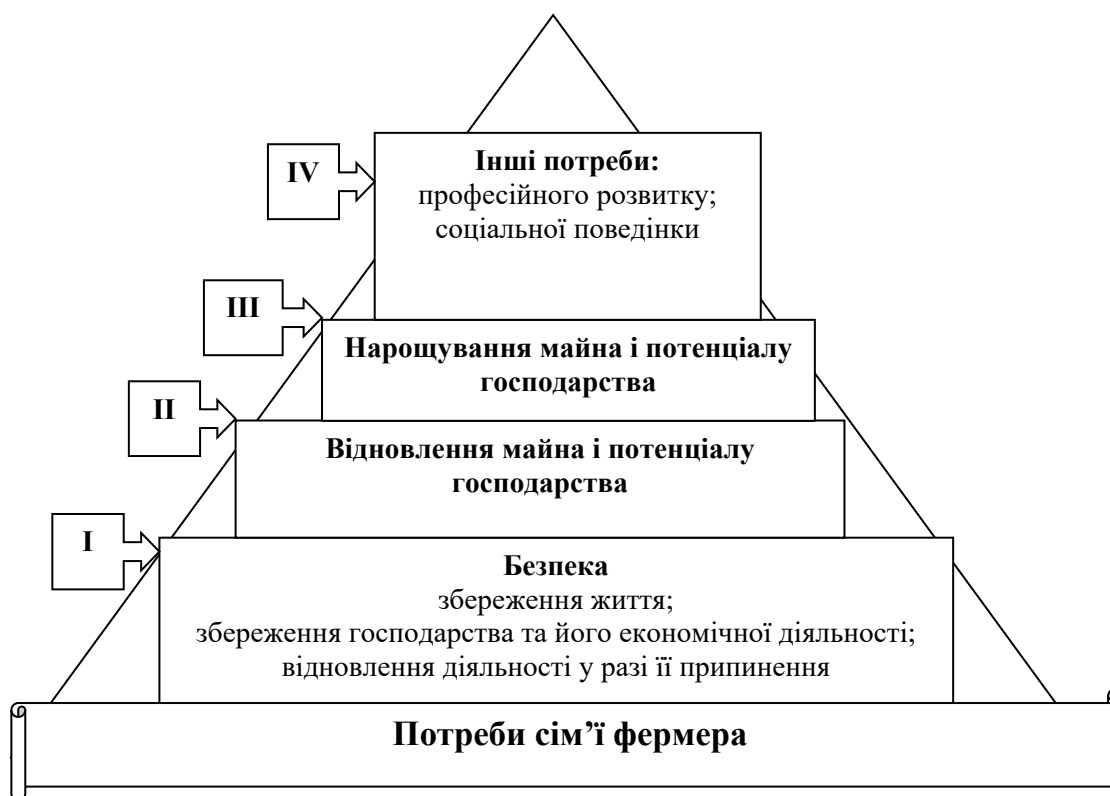 IV
Інші потреби:
професійного розвитку;
соціальної поведінки
III
Нарощування майна і потенціалу
господарства
II
Відновлення майна і потенціалу
господарства
I
Безпека
збереження життя;
збереження господарства та його економічної діяльності;
відновлення діяльності у разі її припинення
Потреби сім’ї фермера